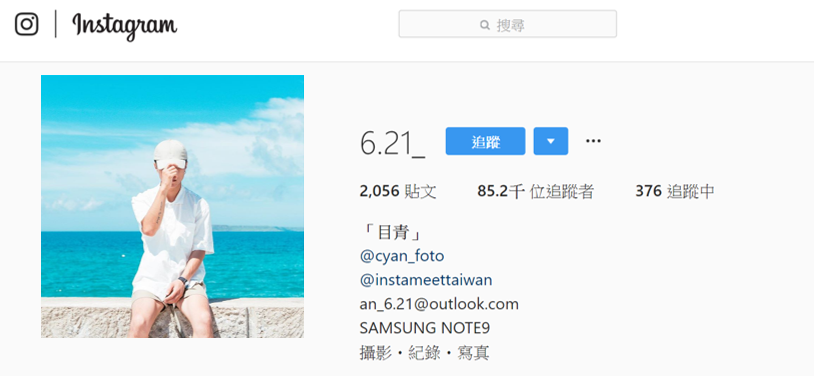 Instagram
搜尋
6.21_ 追蹤
2,056 貼文 85.2千 位追蹤者 376 追蹤中
「目青」
@cyan_foto
@instameettaiwan
an_6.21@outlook.com
SAMSUNG NOTE9
攝影・紀錄・寫真